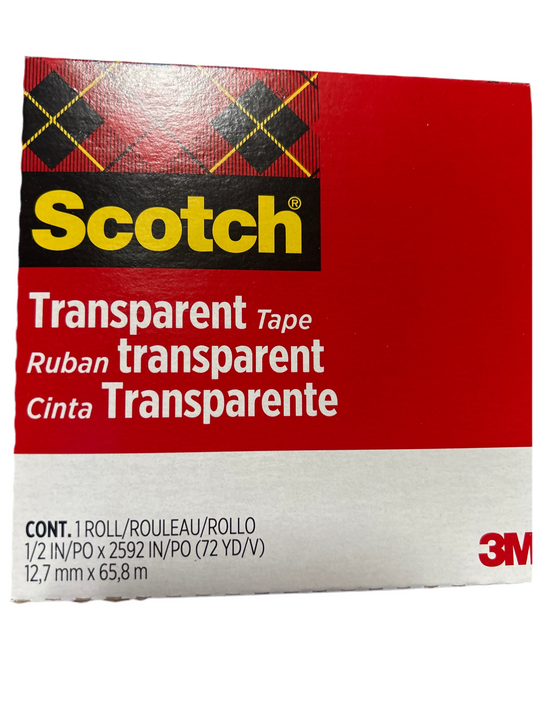 Scotch®
Transparent Tape
Ruban transparent
Cinta Transparente
CONT. 1 ROLL/ROULEAU/ROLLO
1/2 IN/PO x 2592 IN/PO (72 YD/V)
12,7 mm x 65,8 m
3M